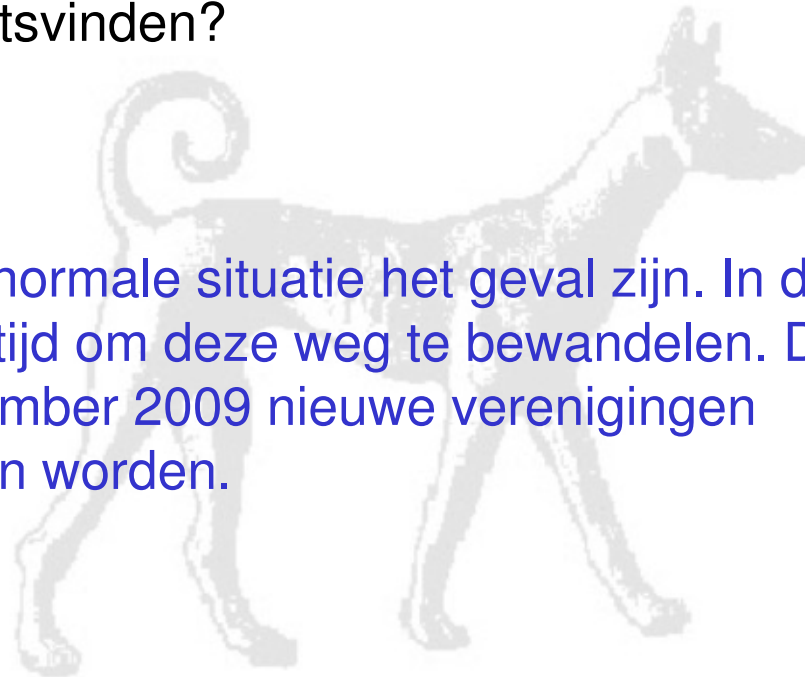 tsvinden?
normale situatie het geval zijn. In d
tijd om deze weg te bewandelen. D
mber 2009 nieuwe verenigingen
n worden.